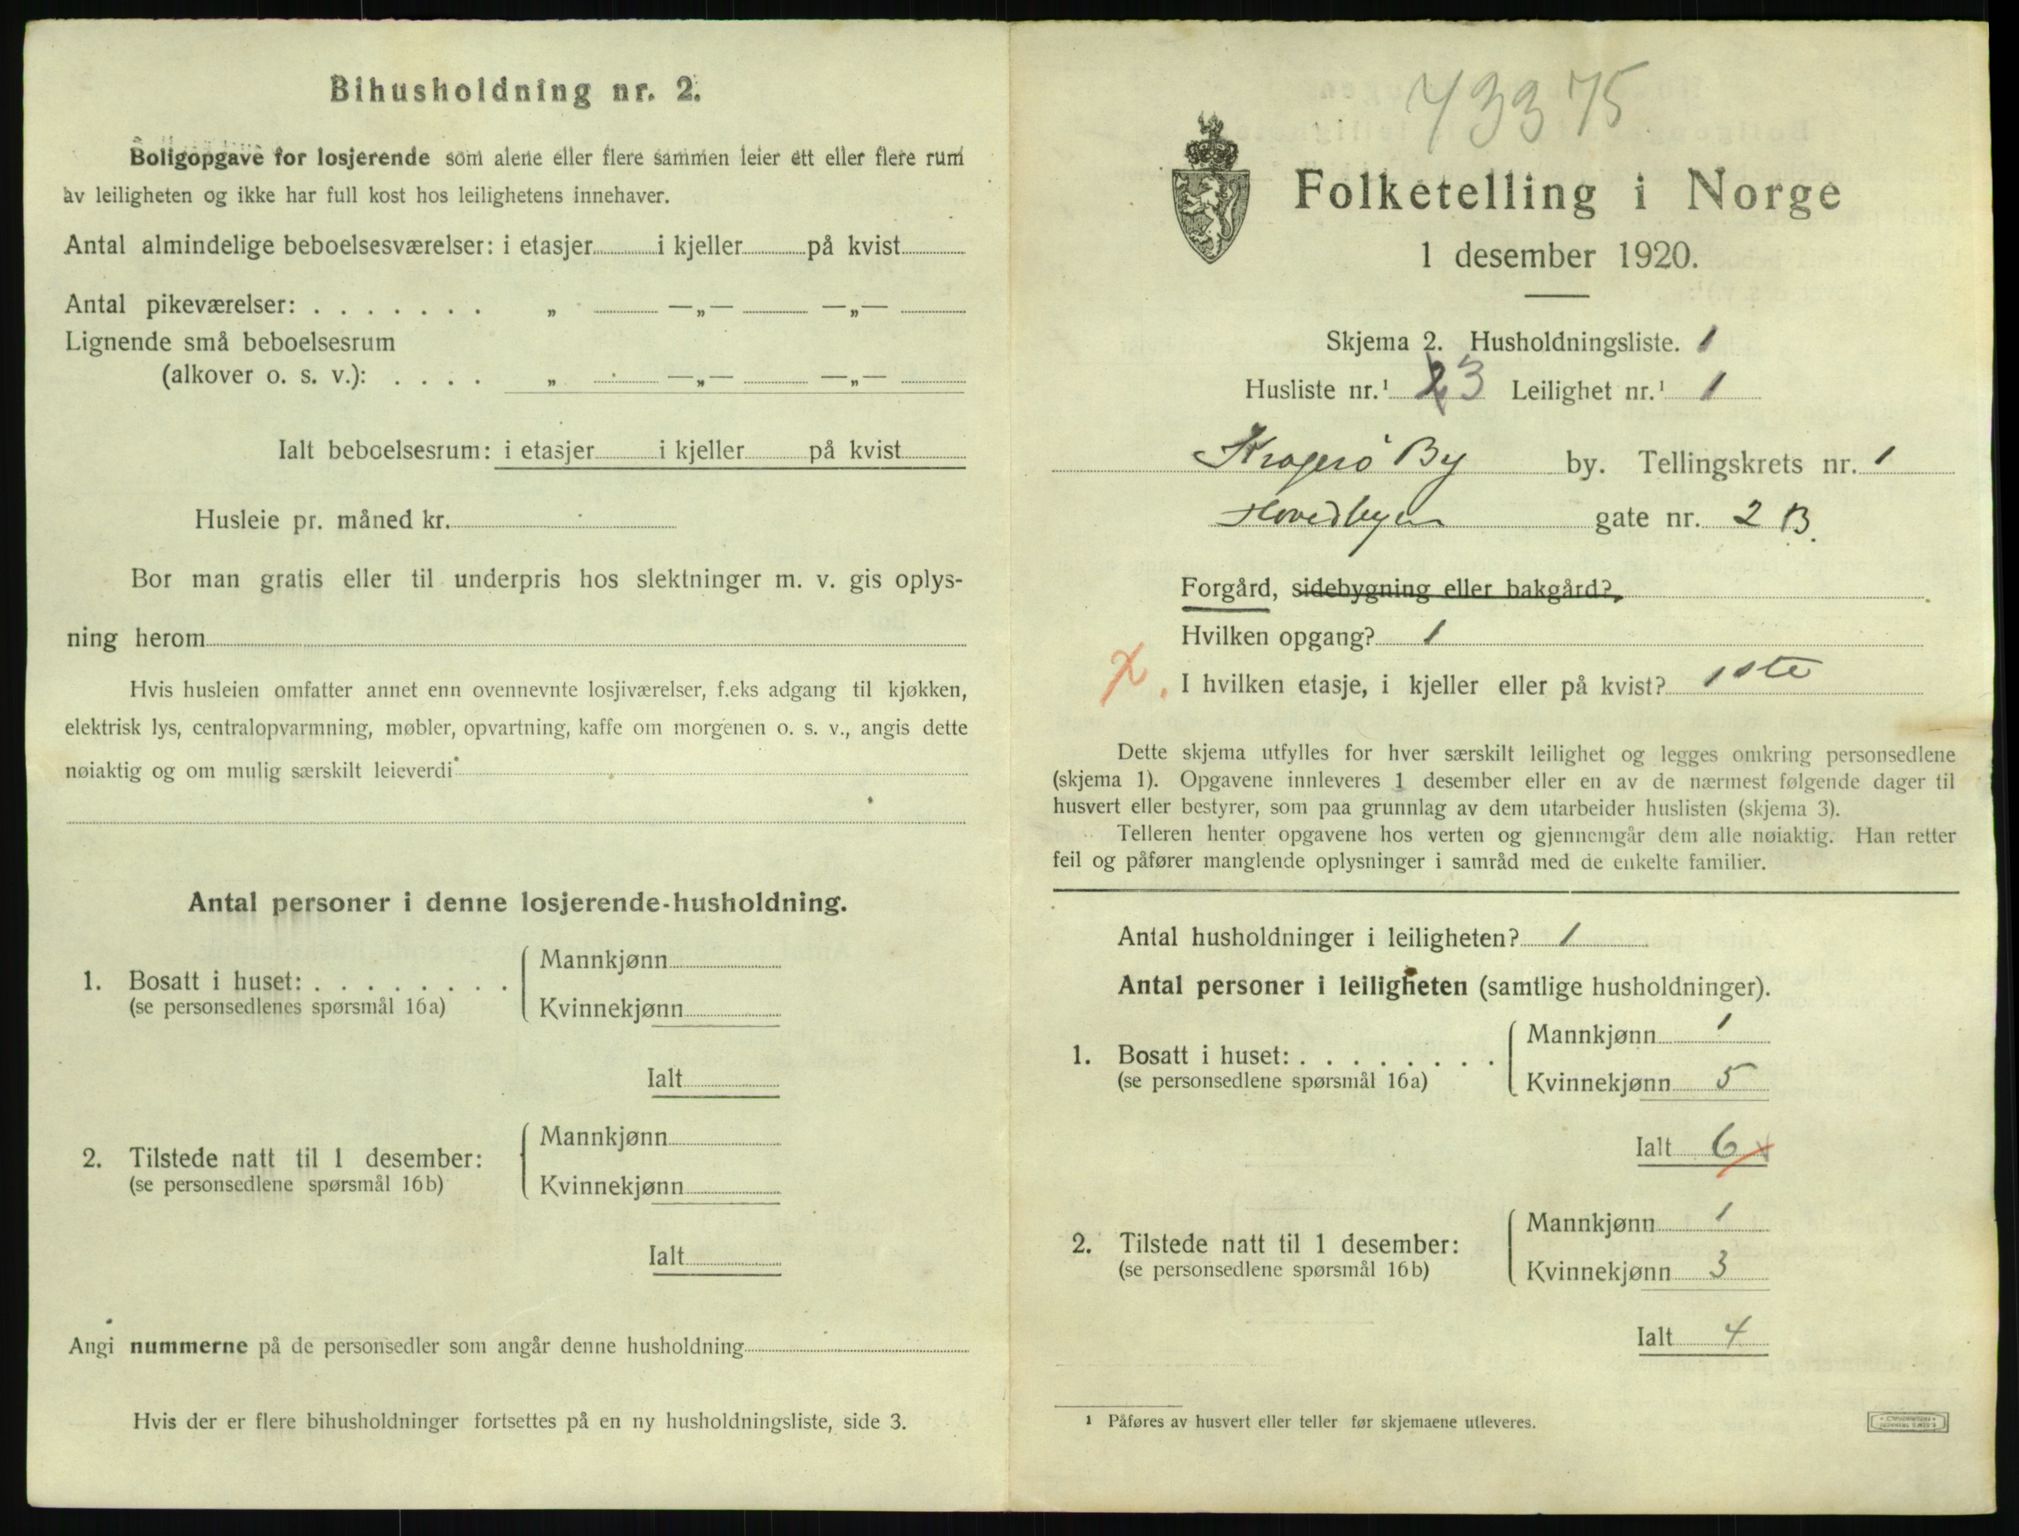 Bihusholdning nr. 2.
Boligopgave for losjerende som alene eller flere sammen leier ett eller flere rum
av leiligheten og ikke har full kost hos leilighetens innehaver.
Antal almindelige beboelsesværelser: i etasjer i kjeller på kvist
Antal pikeværelser: . . . . . . . „ —„— —„—
Lignende små beboelsesrum
(alkover o. s. v.): . . . . „ —„— —„—
Ialt beboelsesrum: i etasjer i kjeller på kvist
Husleie pr. måned kr.
Bor man gratis eller til underpris hos slektninger m. v. gis oplys-
ning herom
Hvis husleien omfatter annet enn ovennevnte losjiværelser, f.eks adgang til kjøkken,
elektrisk lys, centralopvarmning, møbler, opvartning, kaffe om morgenen o. s. v., angis dette
nøiaktig og om mulig særskilt leieverdi
Antal personer i denne losjerende-husholdning.
1. Bosatt i huset: . . . . . . . .
(se personsedlenes spørsmål 16a)
Mannkjønn
Kvinnekjønn
Ialt
2. Tilstede natt til 1 desember:
(se personsedlene spørsmål 16b)
Mannkjønn
Kvinnekjønn
Ialt
Angi nummerne på de personsedler som angår denne husholdning
Hvis der er flere bihusholdninger fortsettes på en ny husholdningsliste, side 3.
73375
Folketelling i Norge
1 desember 1920.
Skjema 2. Husholdningsliste. 1
Husliste nr.¹ 3 Leilighet nr.¹ 1
Kragerö By by. Tellingskrets nr. 1
Hovedbyen gate nr. 2 B.
Forgård, sidebygning eller bakgård?
Hvilken opgang? 1
x. I hvilken etasje, i kjeller eller på kvist? 1ste
Dette skjema utfylles for hver særskilt leilighet og legges omkring personsedlene
(skjema 1). Opgavene innleveres 1 desember eller en av de nærmest følgende dager til
husvert eller bestyrer, som paa grunnlag av dem utarbeider huslisten (skjema 3).
Telleren henter opgavene hos verten og gjennemgår dem alle nøiaktig. Han retter
feil og påfører manglende oplysninger i samråd med de enkelte familier.
Antal husholdninger i leiligheten? 1
Antal personer i leiligheten (samtlige husholdninger).
1. Bosatt i huset: . . . . . . . .
(se personsedlene spørsmål 16a)
Mannkjønn 1
Kvinnekjønn 5
Ialt 6
2. Tilstede natt til 1 desember:
(se personsedlene spørsmål 16b)
Mannkjønn 1
Kvinnekjønn 3
Ialt 4
¹ Påføres av husvert eller teller før skjemaene utleveres.